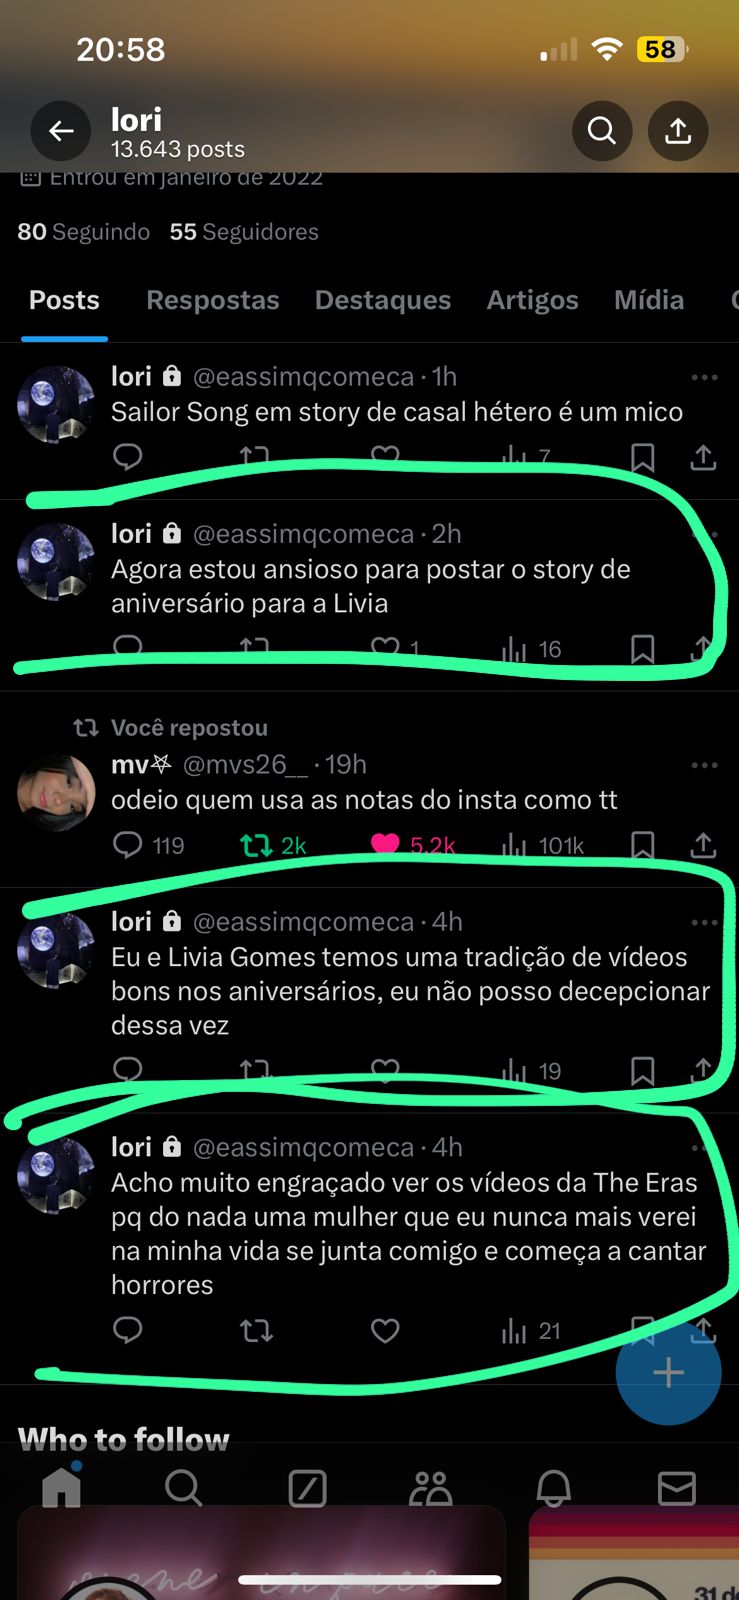 20:58
58
lori
13.643 posts
Entrou em janeiro de 2022
80 Seguindo 55 Seguidores
Posts Respostas Destaques Artigos Mídia
lori @eassimqcomeca · 1h
Sailor Song em story de casal hétero é um mico
7
lori @eassimqcomeca · 2h
Agora estou ansioso para postar o story de
aniversário para a Livia
1 16
Você repostou
mv⛧ @mvs26__ · 19h
odeio quem usa as notas do insta como tt
119 2k 5.2k 101k
lori @eassimqcomeca · 4h
Eu e Livia Gomes temos uma tradição de vídeos
bons nos aniversários, eu não posso decepcionar
dessa vez
19
lori @eassimqcomeca · 4h
Acho muito engraçado ver os vídeos da The Eras
pq do nada uma mulher que eu nunca mais verei
na minha vida se junta comigo e começa a cantar
horrores
21
Who to follow
31 d